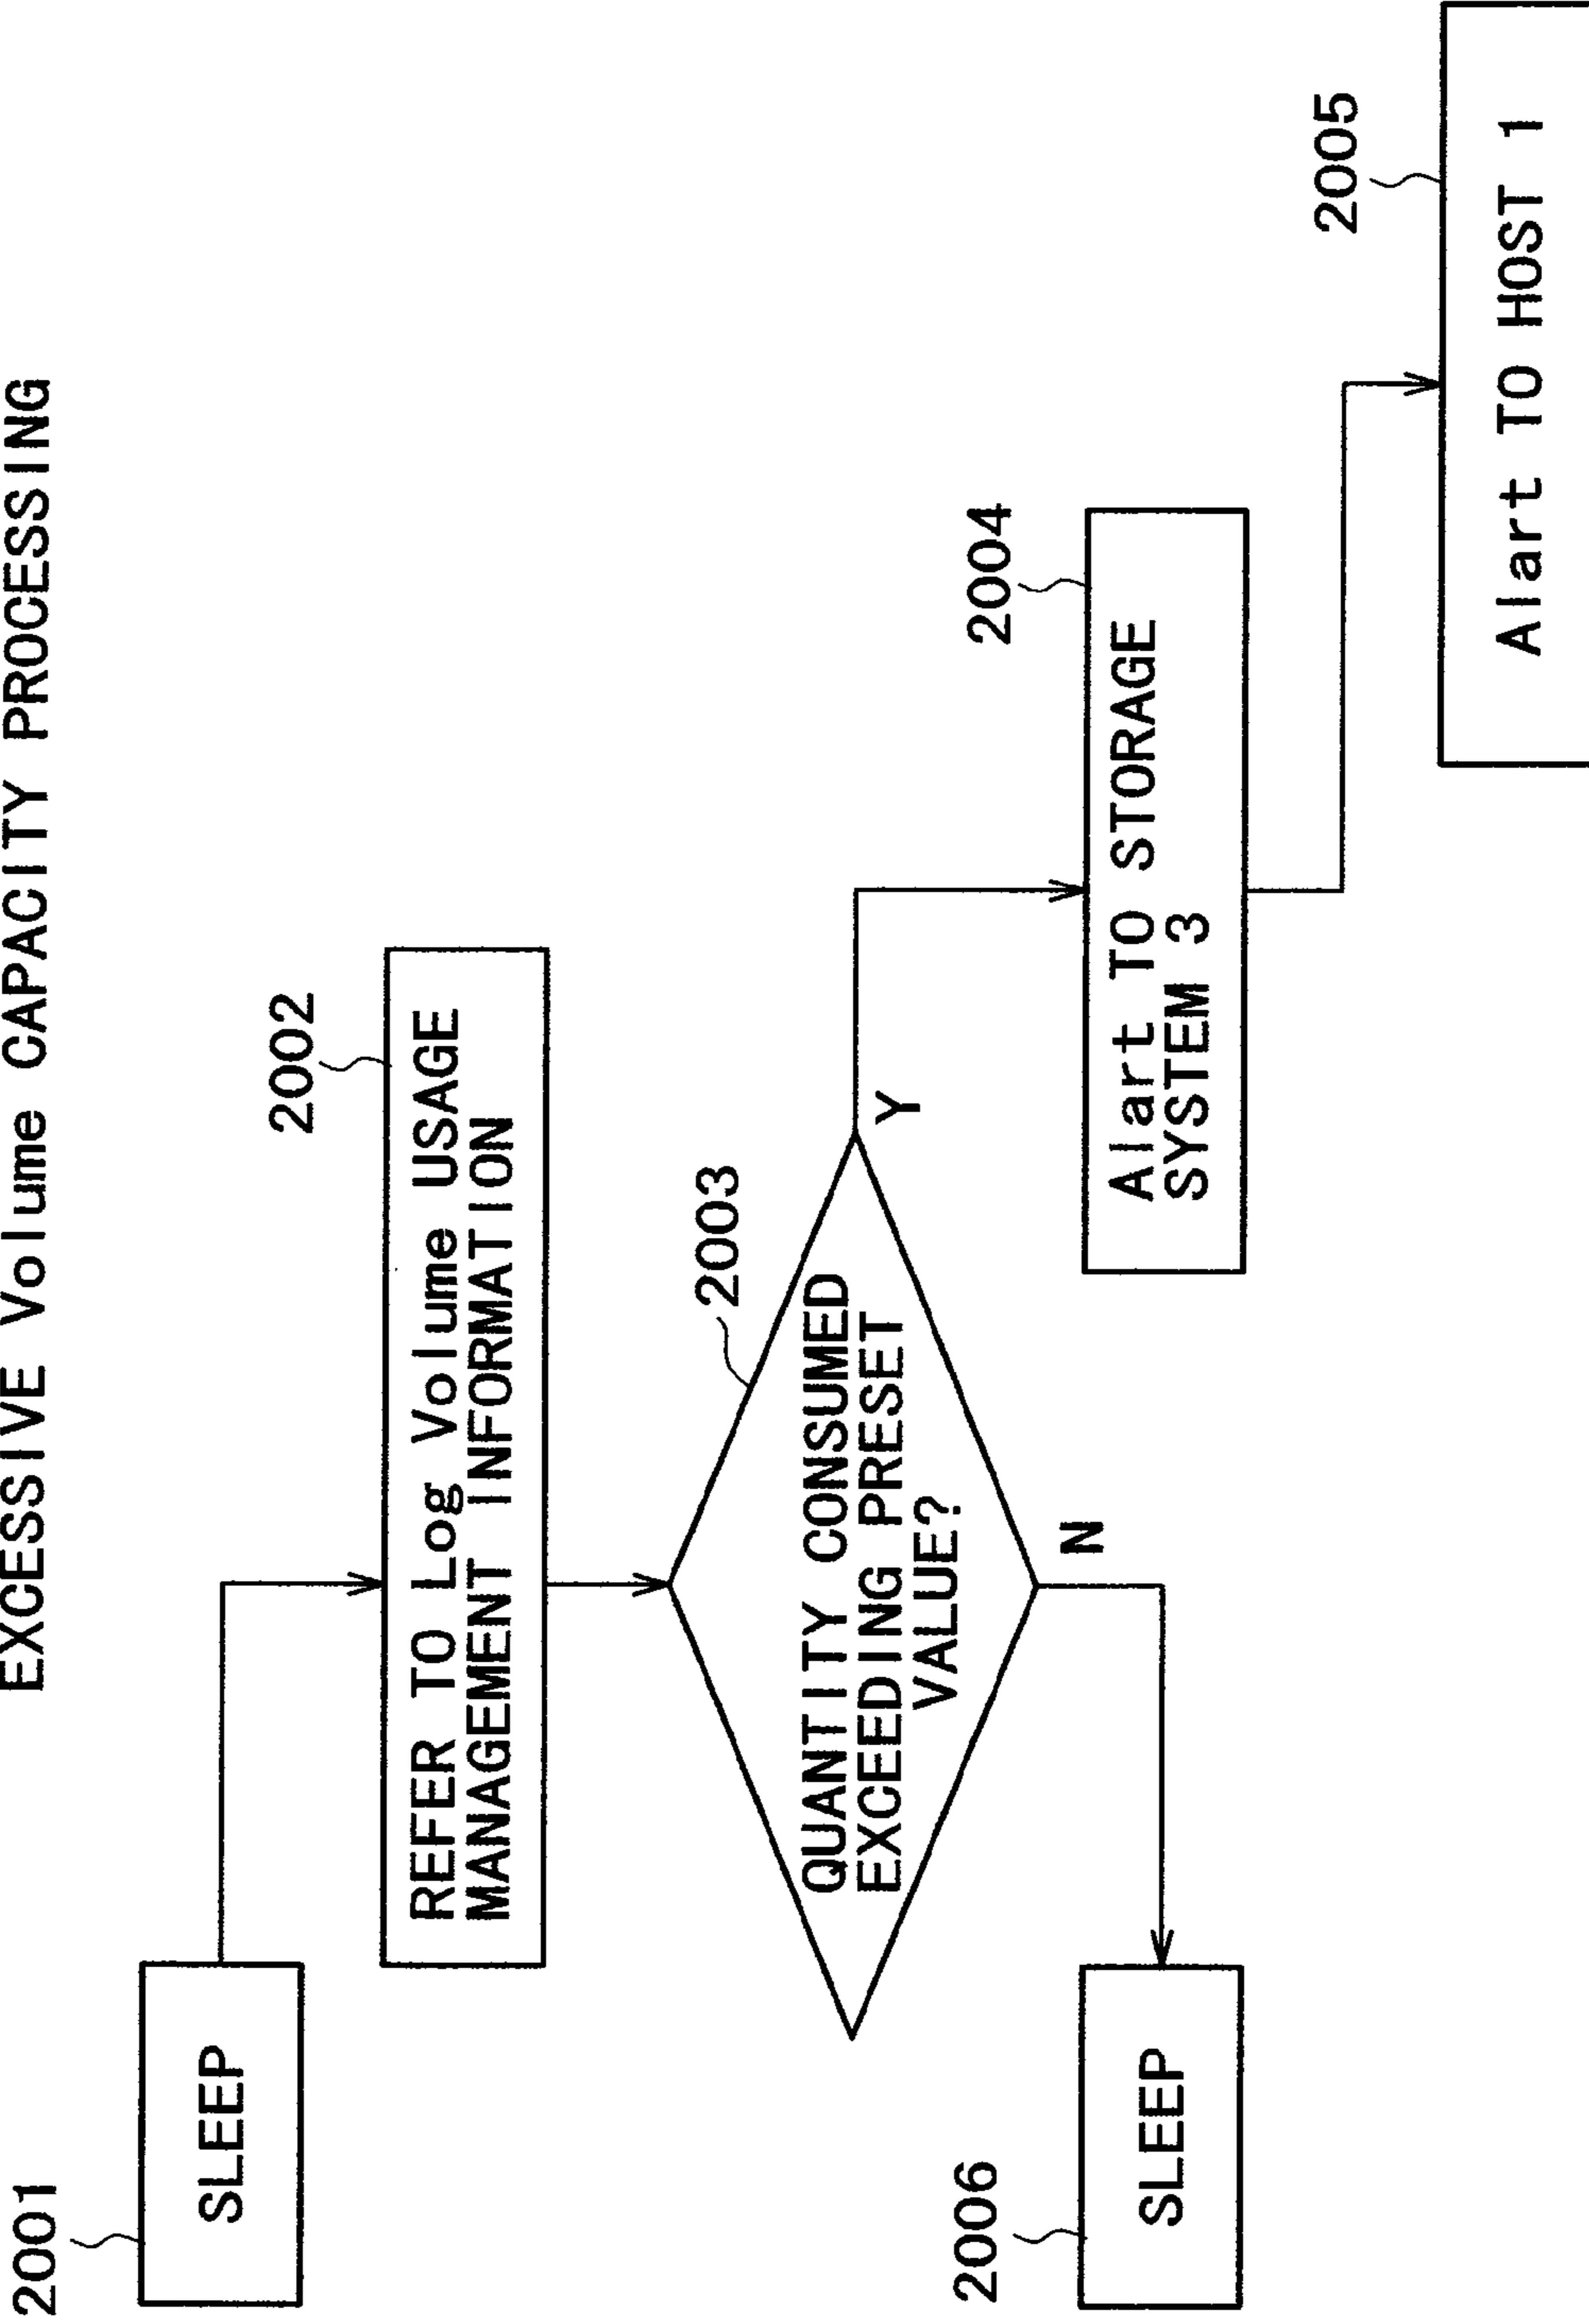 EXCESSIVE Volume CAPACITY PROCESSING
2001
SLEEP
2002
REFER TO Log Volume USAGE
MANAGEMENT INFORMATION
2003
QUANTITY CONSUMED
EXCEEDING PRESET
VALUE?
Y
N
2004
Alart TO STORAGE
SYSTEM 3
2005
Alart TO HOST 1
2006
SLEEP